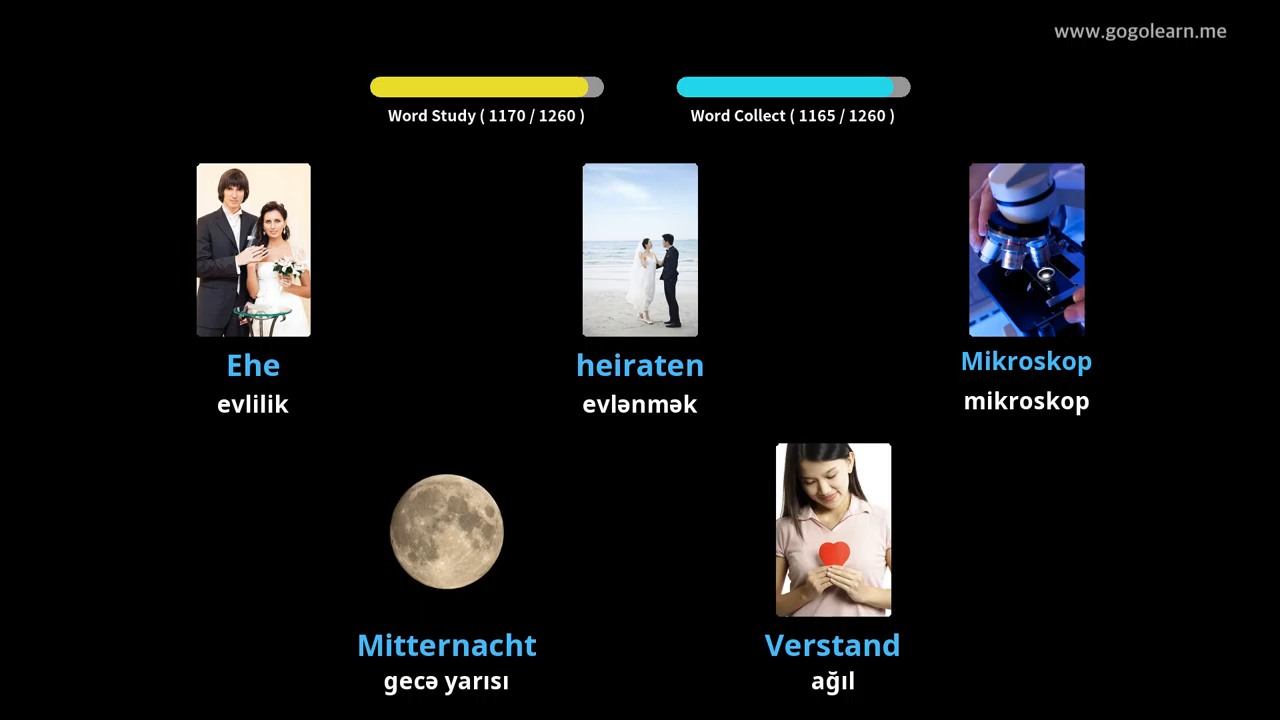 www.gogolearn.me
Word Study ( 1170 / 1260 )
Word Collect ( 1165 / 1260 )
Ehe
evlilik
heiraten
evlənmək
Mikroskop
mikroskop
Mitternacht
gecə yarısı
Verstand
ağıl